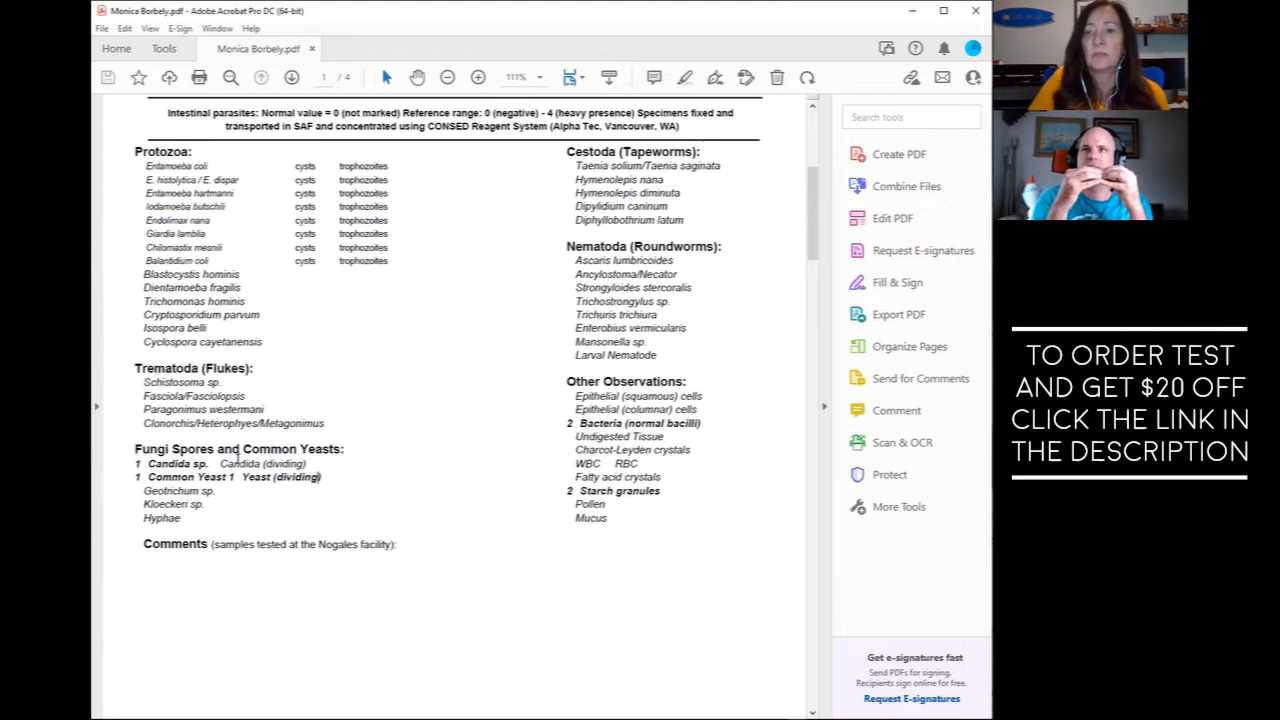 Monica Borbely.pdf - Adobe Acrobat Pro DC (64-bit)
File Edit View E-Sign Window Help
Home Tools Monica Borbely.pdf ×
1 / 4 111%
Intestinal parasites: Normal value = 0 (not marked) Reference range: 0 (negative) - 4 (heavy presence) Specimens fixed and
transported in SAF and concentrated using CONSED Reagent System (Alpha Tec, Vancouver, WA)
Protozoa:
Entamoeba coli cysts trophozoites
E. histolytica / E. dispar cysts trophozoites
Entamoeba hartmanni cysts trophozoites
Iodamoeba butschili cysts trophozoites
Endolimax nana cysts trophozoites
Giardia lamblia cysts trophozoites
Chilomastix mesnili cysts trophozoites
Balantidium coli cysts trophozoites
Blastocystis hominis
Dientamoeba fragilis
Trichomonas hominis
Cryptosporidium parvum
Isospora belli
Cyclospora cayetanensis
Trematoda (Flukes):
Schistosoma sp.
Fasciola/Fasciolopsis
Paragonimus westermani
Clonorchis/Heterophyes/Metagonimus
Fungi Spores and Common Yeasts:
1 Candida sp. Candida (dividing)
1 Common Yeast 1 Yeast (dividing)
Geotrichum sp.
Kloeckeri sp.
Hyphae
Comments (samples tested at the Nogales facility):
Cestoda (Tapeworms):
Taenia solium/Taenia saginata
Hymenolepis nana
Hymenolepis diminuta
Dipylidium caninum
Diphyllobothrium latum
Nematoda (Roundworms):
Ascaris lumbricoides
Ancylostoma/Necator
Strongyloides stercoralis
Trichostrongylus sp.
Trichuris trichiura
Enterobius vermicularis
Mansonella sp.
Larval Nematode
Other Observations:
Epithelial (squamous) cells
Epithelial (columnar) cells
2 Bacteria (normal bacilli)
Undigested Tissue
Charcot-Leyden crystals
WBC RBC
Fatty acid crystals
2 Starch granules
Pollen
Mucus
Search tools
Create PDF
Combine Files
Edit PDF
Request E-signatures
Fill & Sign
Export PDF
Organize Pages
Send for Comments
Comment
Scan & OCR
Protect
More Tools
Get e-signatures fast
Send PDFs for signing.
Recipients sign online for free.
Request E-signatures
TO ORDER TEST
AND GET $20 OFF
CLICK THE LINK IN
THE DESCRIPTION